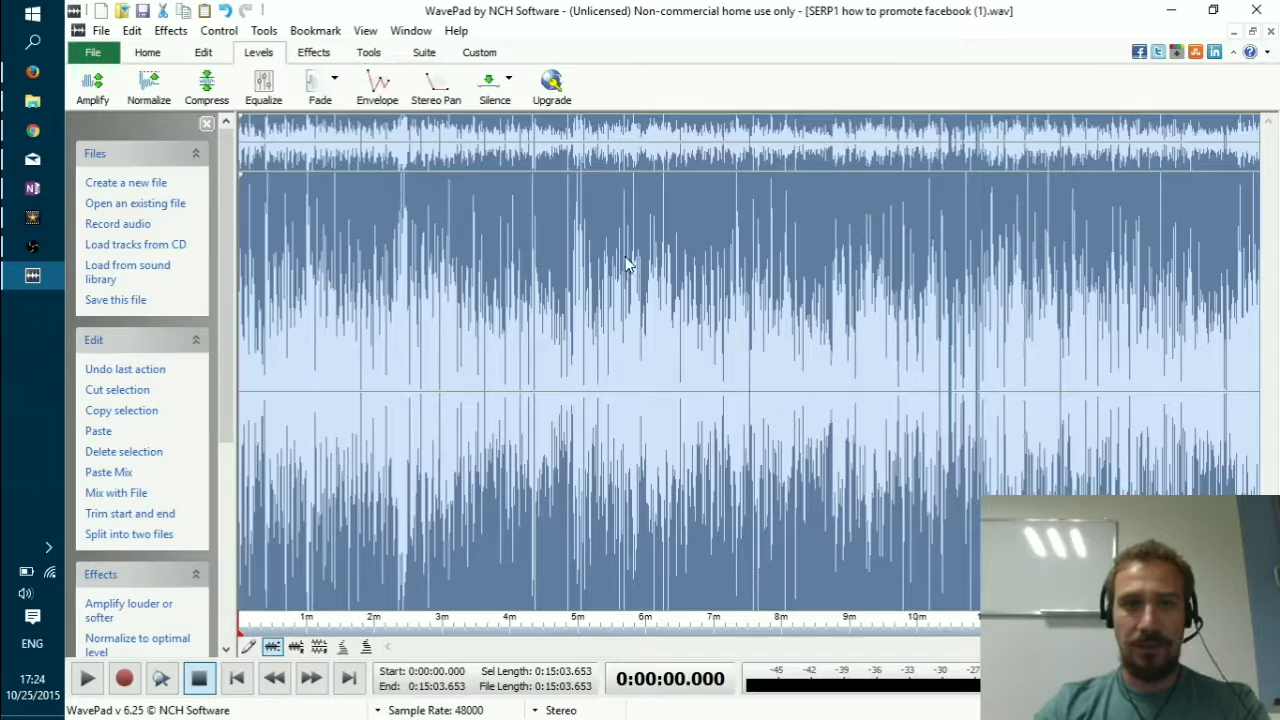 WavePad by NCH Software - (Unlicensed) Non-commercial home use only - [SERP1 how to promote facebook (1).wav]
File Edit Effects Control Tools Bookmark View Window Help
File Home Edit Levels Effects Tools Suite Custom
Amplify Normalize Compress Equalize Fade Envelope Stereo Pan Silence Upgrade
Files
Create a new file
Open an existing file
Record audio
Load tracks from CD
Load from sound
library
Save this file
Edit
Undo last action
Cut selection
Copy selection
Paste
Delete selection
Paste Mix
Mix with File
Trim start and end
Split into two files
Effects
Amplify louder or
softer
Normalize to optimal
level
1m 2m 3m 4m 5m 6m 7m 8m 9m 10m
Start: 0:00:00.000 Sel Length: 0:15:03.653
End: 0:15:03.653 File Length: 0:15:03.653
0:00:00.000
-45 -42 -39 -36 -33 -30 -27
WavePad v 6.25 © NCH Software
Sample Rate: 48000
Stereo
ENG
17:24
10/25/2015